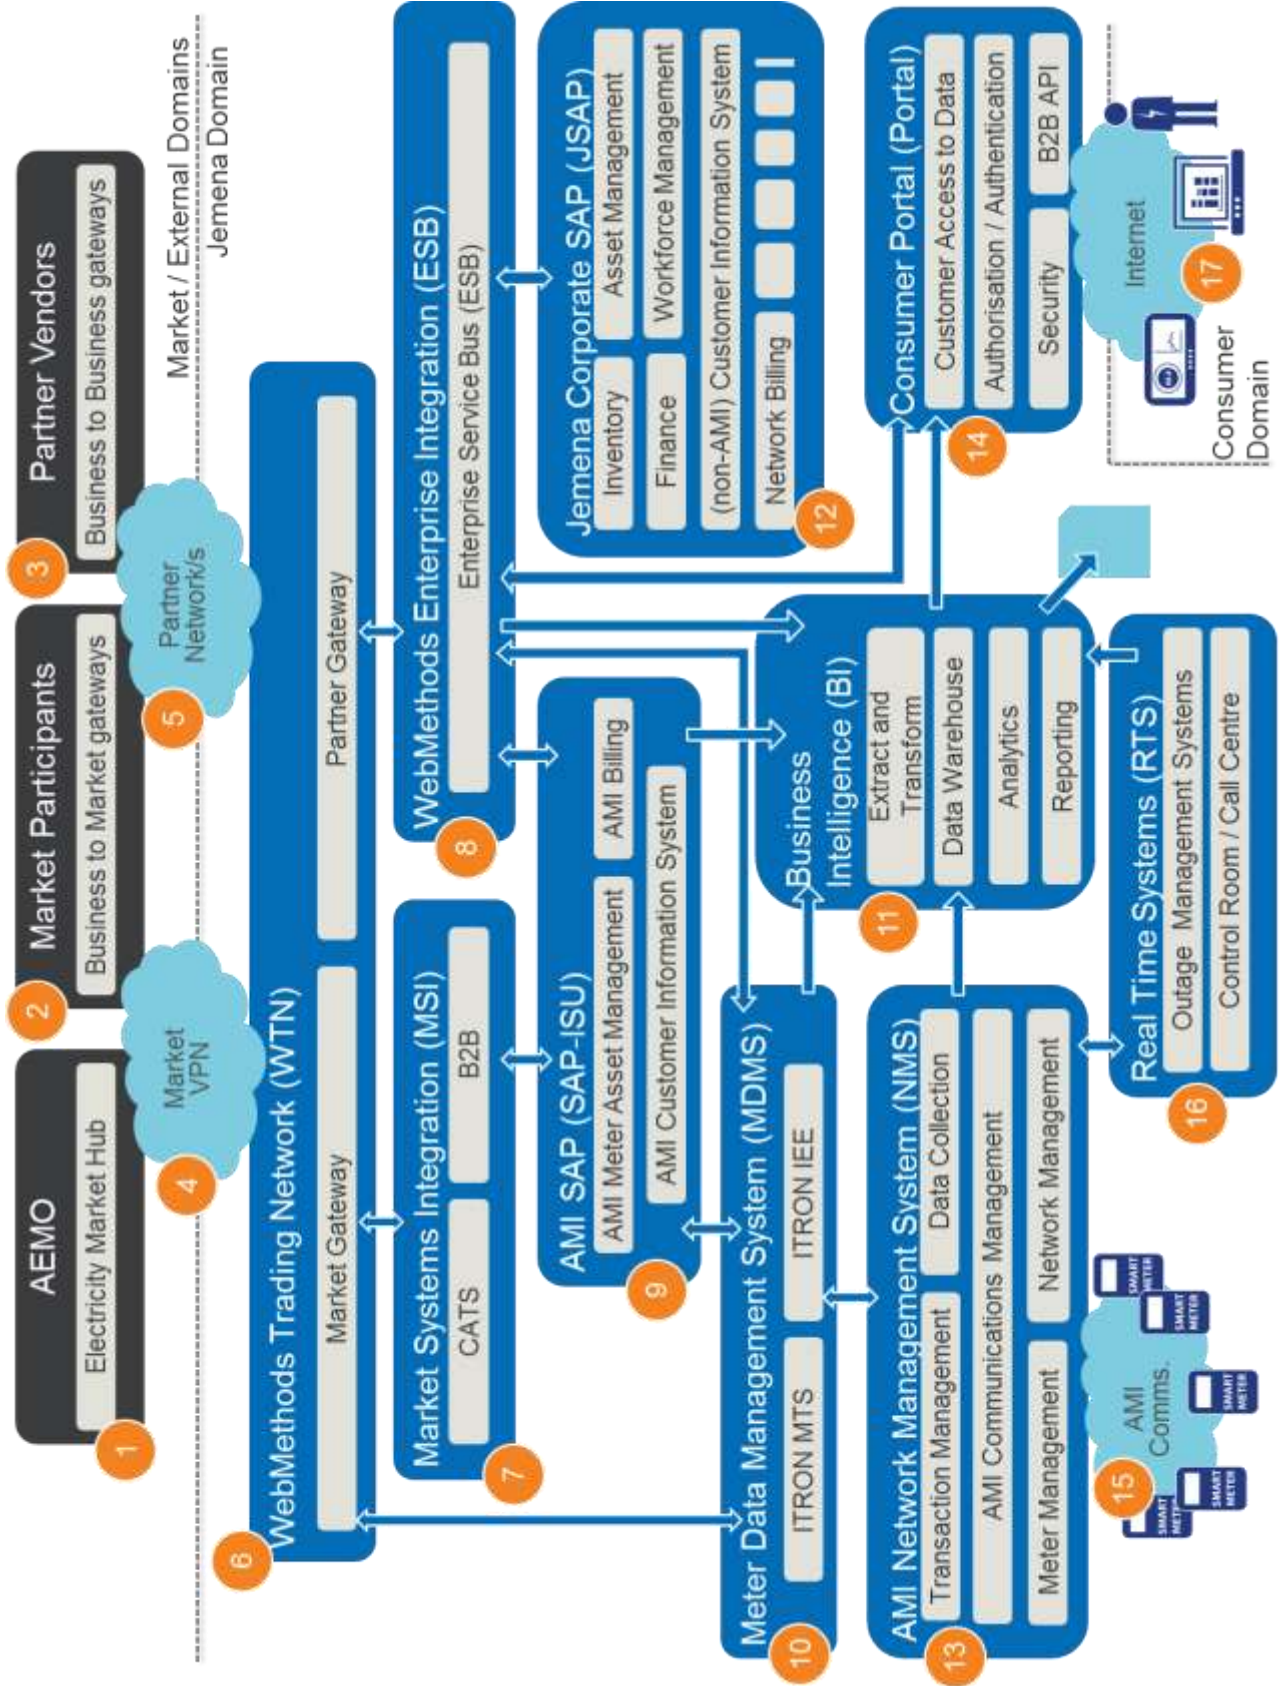 1
AEMO
Electricity Market Hub
2
Market Participants
Business to Market gateways
3
Partner Vendors
Business to Business gateways
4
Market
VPN
5
Partner
Network/s
Market / External Domains
Jemena Domain
6
WebMethods Trading Network (WTN)
Market Gateway
Partner Gateway
7
Market Systems Integration (MSI)
CATS
B2B
8
WebMethods Enterprise Integration (ESB)
Enterprise Service Bus (ESB)
9
AMI SAP (SAP-ISU)
AMI Meter Asset Management
AMI Billing
AMI Customer Information System
12
Jemena Corporate SAP (JSAP)
Inventory
Asset Management
Finance
Workforce Management
(non-AMI) Customer Information System
Network Billing
10
Meter Data Management System (MDMS)
ITRON MTS
ITRON IEE
11
Business
Intelligence (BI)
Extract and
Transform
Data Warehouse
Analytics
Reporting
13
AMI Network Management System (NMS)
Transaction Management
Data Collection
AMI Communications Management
Meter Management
Network Management
14
Consumer Portal (Portal)
Customer Access to Data
Authorisation / Authentication
Security
B2B API
15
AMI
Comms.
SMART
METER
SMART
METER
SMART
METER
SMART
METER
SMART
METER
16
Real Time Systems (RTS)
Outage Management Systems
Control Room / Call Centre
17
Internet
Consumer
Domain